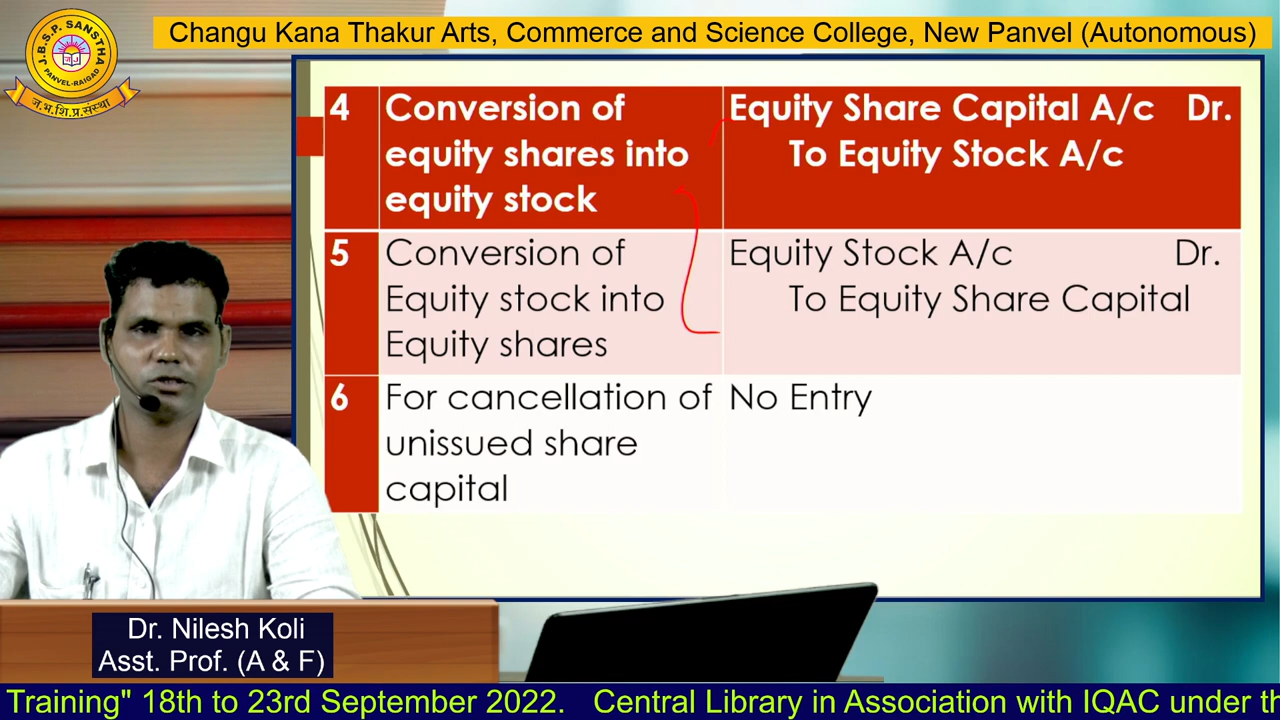 Changu Kana Thakur Arts, Commerce and Science College, New Panvel (Autonomous)
J.B.S.P. SANSTHA
PANVEL-RAIGAD
ज.भ.शि.प्र.संस्था
4 Conversion of equity shares into equity stock
Equity Share Capital A/c Dr.
To Equity Stock A/c
5 Conversion of Equity stock into Equity shares
Equity Stock A/c Dr.
To Equity Share Capital
6 For cancellation of unissued share capital
No Entry
Dr. Nilesh Koli
Asst. Prof. (A & F)
Training" 18th to 23rd September 2022. Central Library in Association with IQAC under th